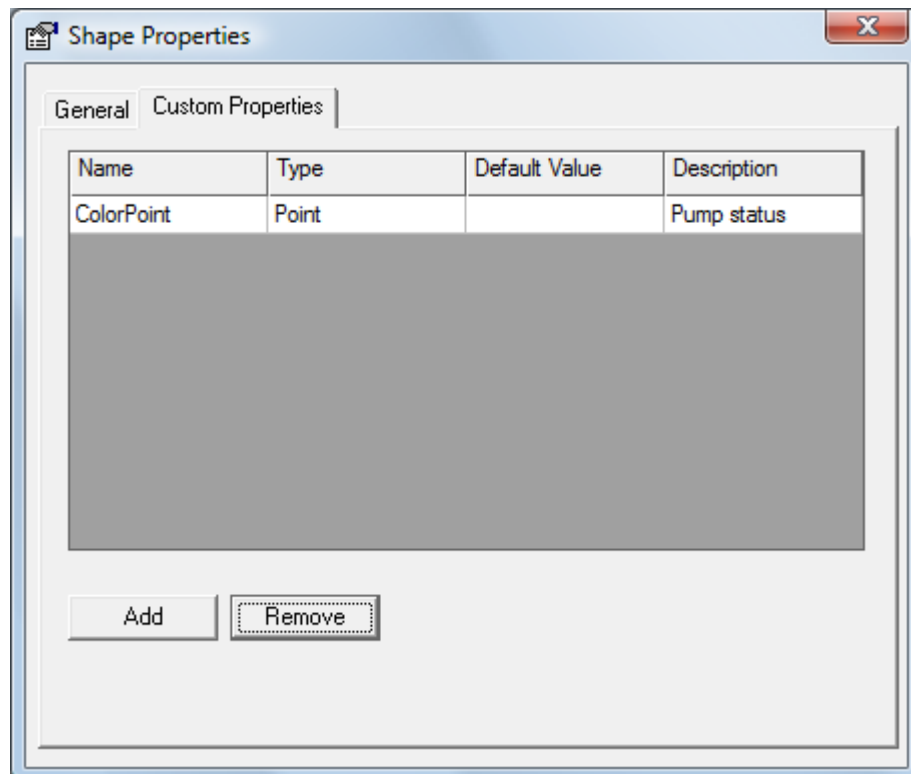 Shape Properties
General Custom Properties
Name Type Default Value Description
ColorPoint Point Pump status
Add Remove